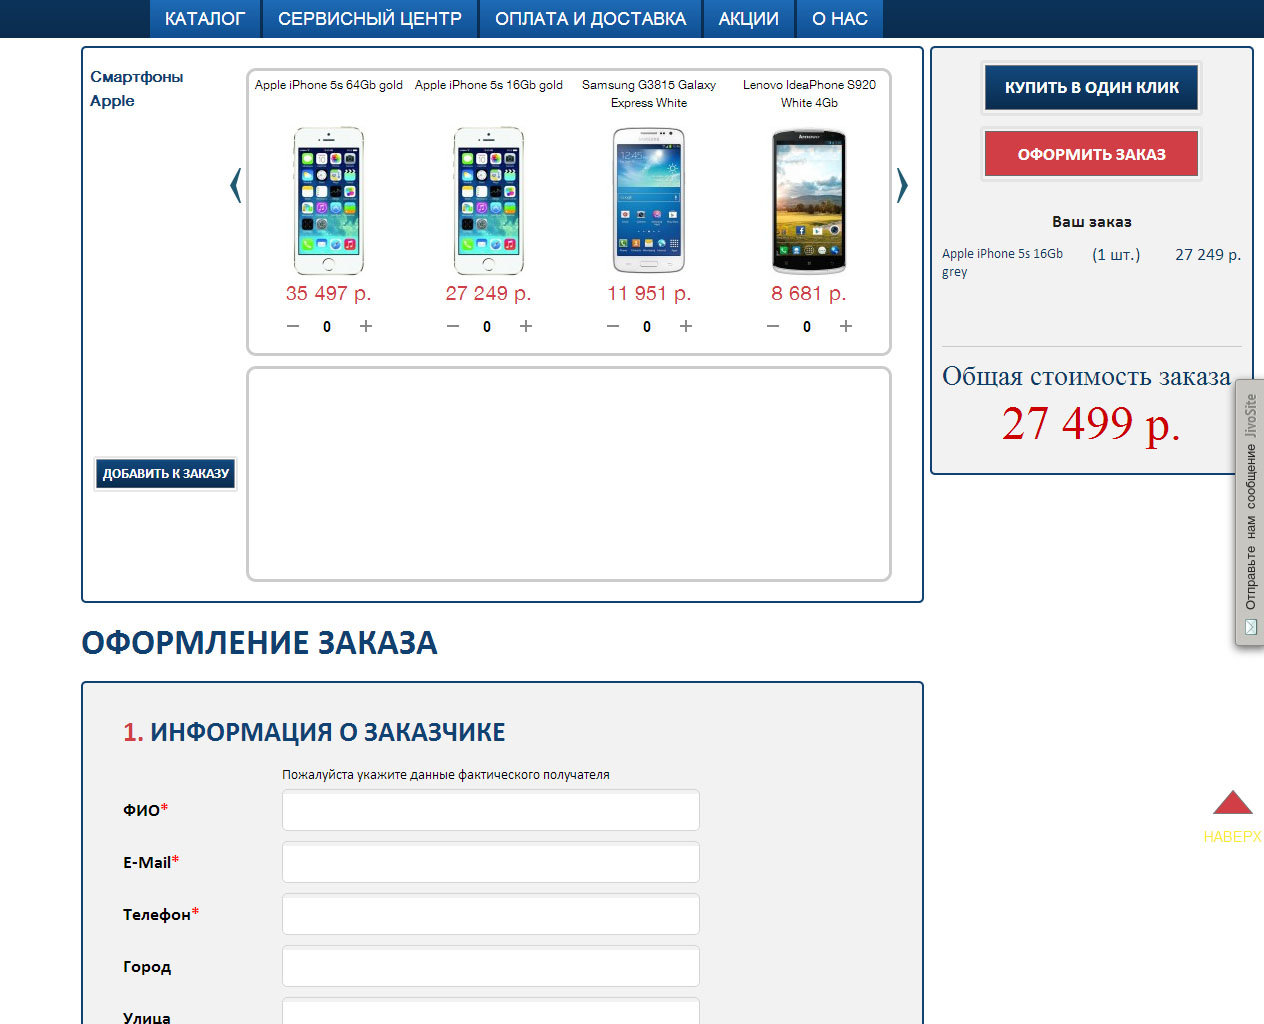 КАТАЛОГ СЕРВИСНЫЙ ЦЕНТР ОПЛАТА И ДОСТАВКА АКЦИИ О НАС
Смартфоны
Apple
Apple iPhone 5s 64Gb gold
35 497 р.
0
Apple iPhone 5s 16Gb gold
27 249 р.
0
Samsung G3815 Galaxy
Express White
11 951 р.
0
Lenovo IdeaPhone S920
White 4Gb
8 681 р.
0
ДОБАВИТЬ К ЗАКАЗУ
КУПИТЬ В ОДИН КЛИК
ОФОРМИТЬ ЗАКАЗ
Ваш заказ
Apple iPhone 5s 16Gb (1 шт.) 27 249 р.
grey
Общая стоимость заказа
27 499 р.
Отправьте нам сообщение JivoSite
ОФОРМЛЕНИЕ ЗАКАЗА
1. ИНФОРМАЦИЯ О ЗАКАЗЧИКЕ
Пожалуйста укажите данные фактического получателя
ФИО*
E-Mail*
Телефон*
Город
Улица
НАВЕРХ